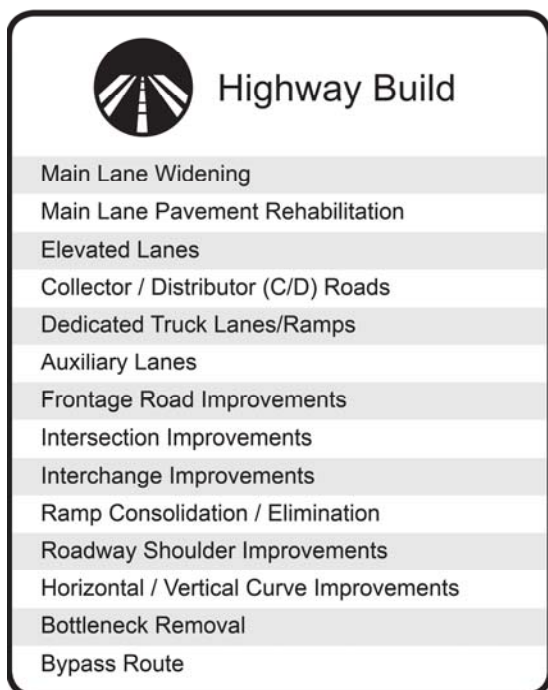 Highway Build
Main Lane Widening
Main Lane Pavement Rehabilitation
Elevated Lanes
Collector / Distributor (C/D) Roads
Dedicated Truck Lanes/Ramps
Auxiliary Lanes
Frontage Road Improvements
Intersection Improvements
Interchange Improvements
Ramp Consolidation / Elimination
Roadway Shoulder Improvements
Horizontal / Vertical Curve Improvements
Bottleneck Removal
Bypass Route